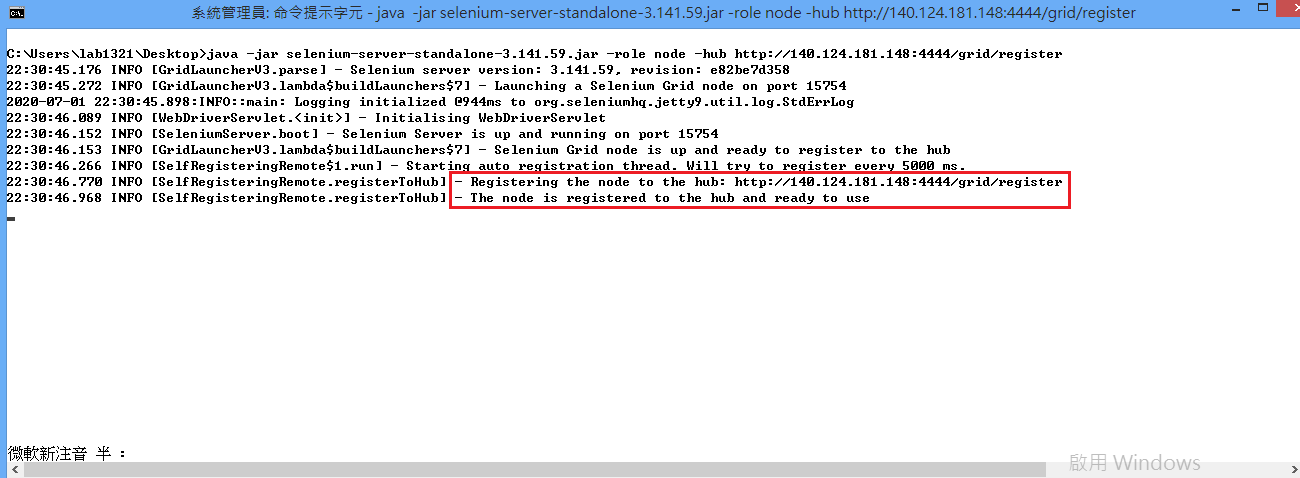 系統管理員: 命令提示字元 - java  -jar selenium-server-standalone-3.141.59.jar -role node -hub http://140.124.181.148:4444/grid/register
C:\Users\lab1321\Desktop>java -jar selenium-server-standalone-3.141.59.jar -role node -hub http://140.124.181.148:4444/grid/register
22:30:45.176 INFO [GridLauncherV3.parse] - Selenium server version: 3.141.59, revision: e82be7d358
22:30:45.272 INFO [GridLauncherV3.lambda$buildLaunchers$7] - Launching a Selenium Grid node on port 15754
2020-07-01 22:30:45.898:INFO::main: Logging initialized @944ms to org.seleniumhq.jetty9.util.log.StdErrLog
22:30:46.089 INFO [WebDriverServlet.<init>] - Initialising WebDriverServlet
22:30:46.152 INFO [SeleniumServer.boot] - Selenium Server is up and running on port 15754
22:30:46.153 INFO [GridLauncherV3.lambda$buildLaunchers$7] - Selenium Grid node is up and ready to register to the hub
22:30:46.266 INFO [SelfRegisteringRemote$1.run] - Starting auto registration thread. Will try to register every 5000 ms.
22:30:46.770 INFO [SelfRegisteringRemote.registerToHub] - Registering the node to the hub: http://140.124.181.148:4444/grid/register
22:30:46.968 INFO [SelfRegisteringRemote.registerToHub] - The node is registered to the hub and ready to use
微軟新注音 半 :
啟用 Windows